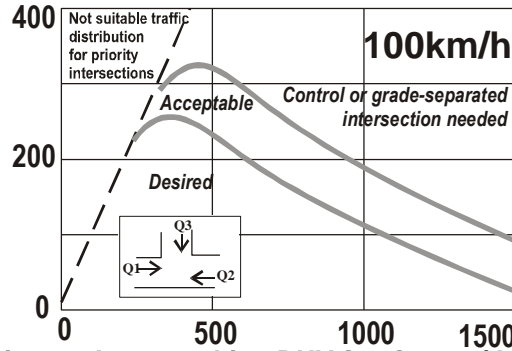 400
Not suitable traffic
distribution
for priority
intersections
100km/h
Acceptable
Control or grade-separated
intersection needed
200
Desired
Q3
Q1
Q2
0
0
500
1000
1500